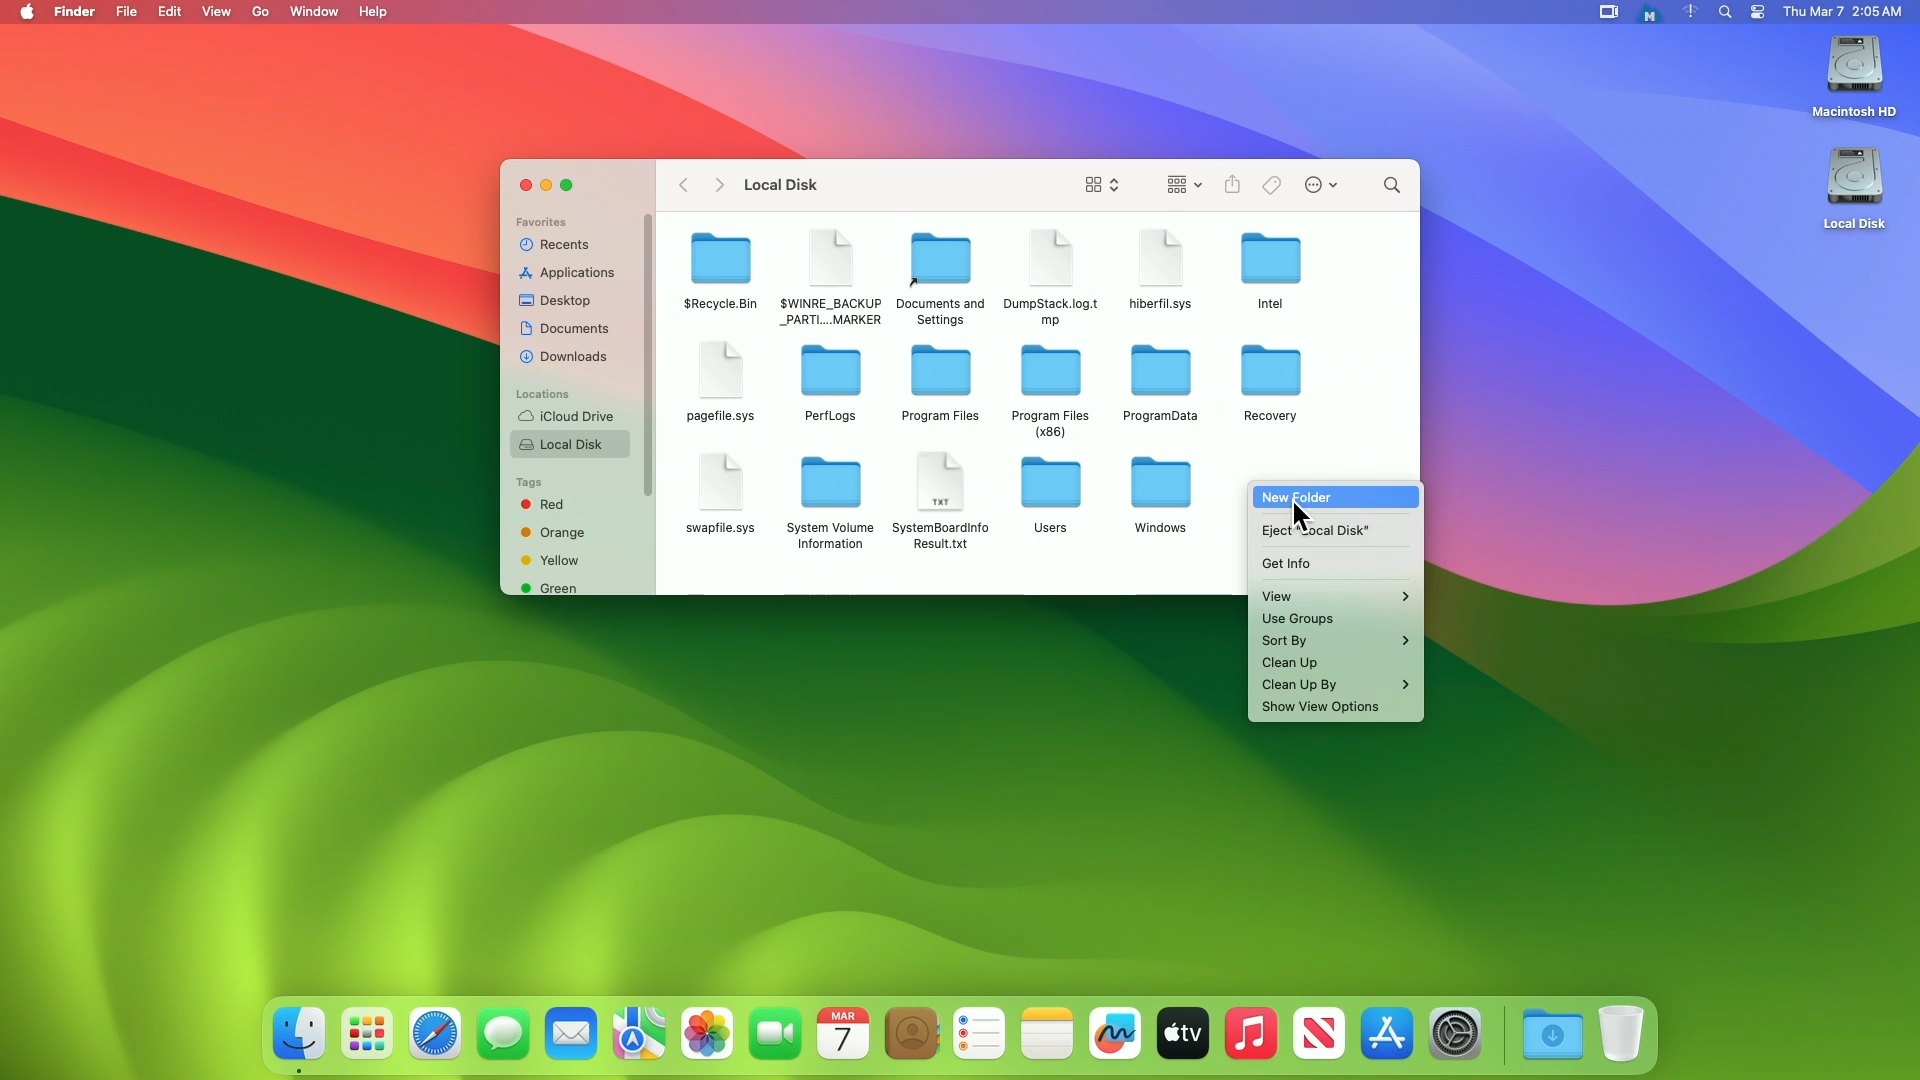 Finder File Edit View Go Window Help
M
Thu Mar 7 2:05 AM
Macintosh HD
Local Disk
Local Disk
Favorites
Recents
Applications
Desktop
Documents
Downloads
Locations
iCloud Drive
Local Disk
Tags
Red
Orange
Yellow
Green
$Recycle.Bin
$WINRE_BACKUP
_PARTI....MARKER
Documents and
Settings
DumpStack.log.t
mp
hiberfil.sys
Intel
pagefile.sys
PerfLogs
Program Files
Program Files
(x86)
ProgramData
Recovery
swapfile.sys
System Volume
Information
TXT
SystemBoardInfo
Result.txt
Users
Windows
New Folder
Eject "Local Disk"
Get Info
View
Use Groups
Sort By
Clean Up
Clean Up By
Show View Options
MAR
7
tv